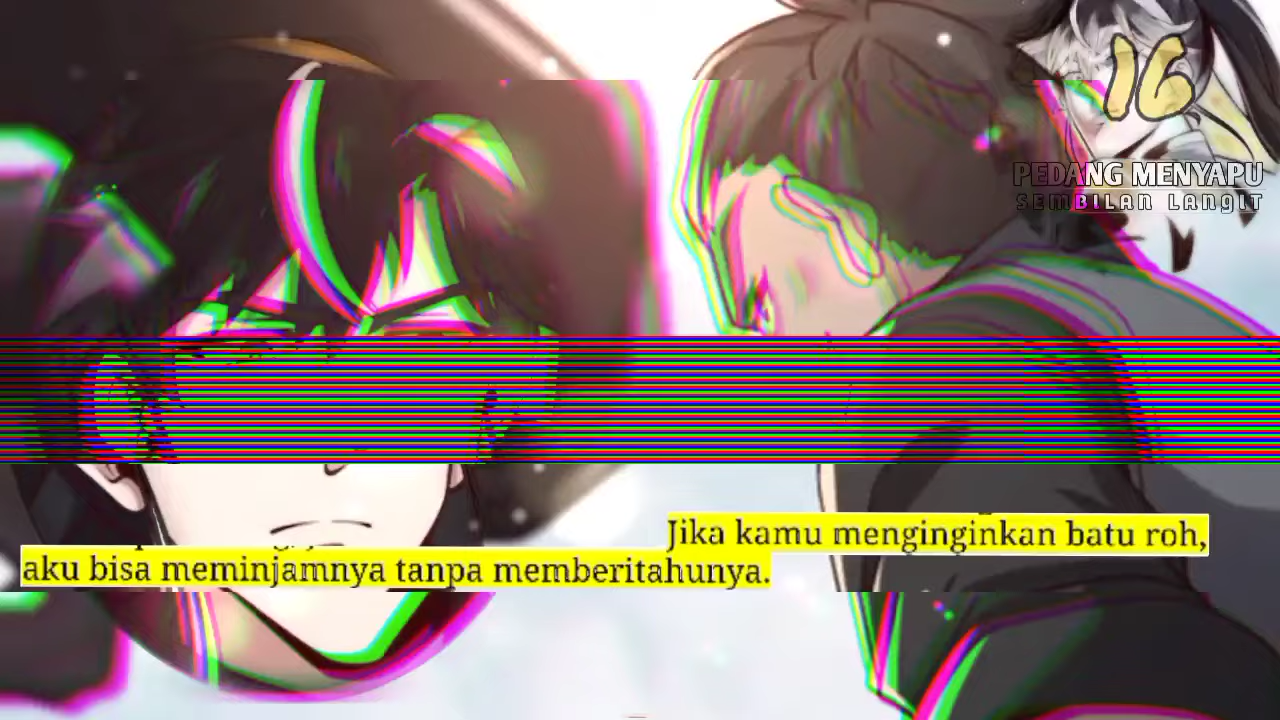 16
PEDANG MENYAPU
SEMBILAN LANGIT
Jika kamu menginginkan batu roh,
aku bisa meminjamnya tanpa memberitahunya.